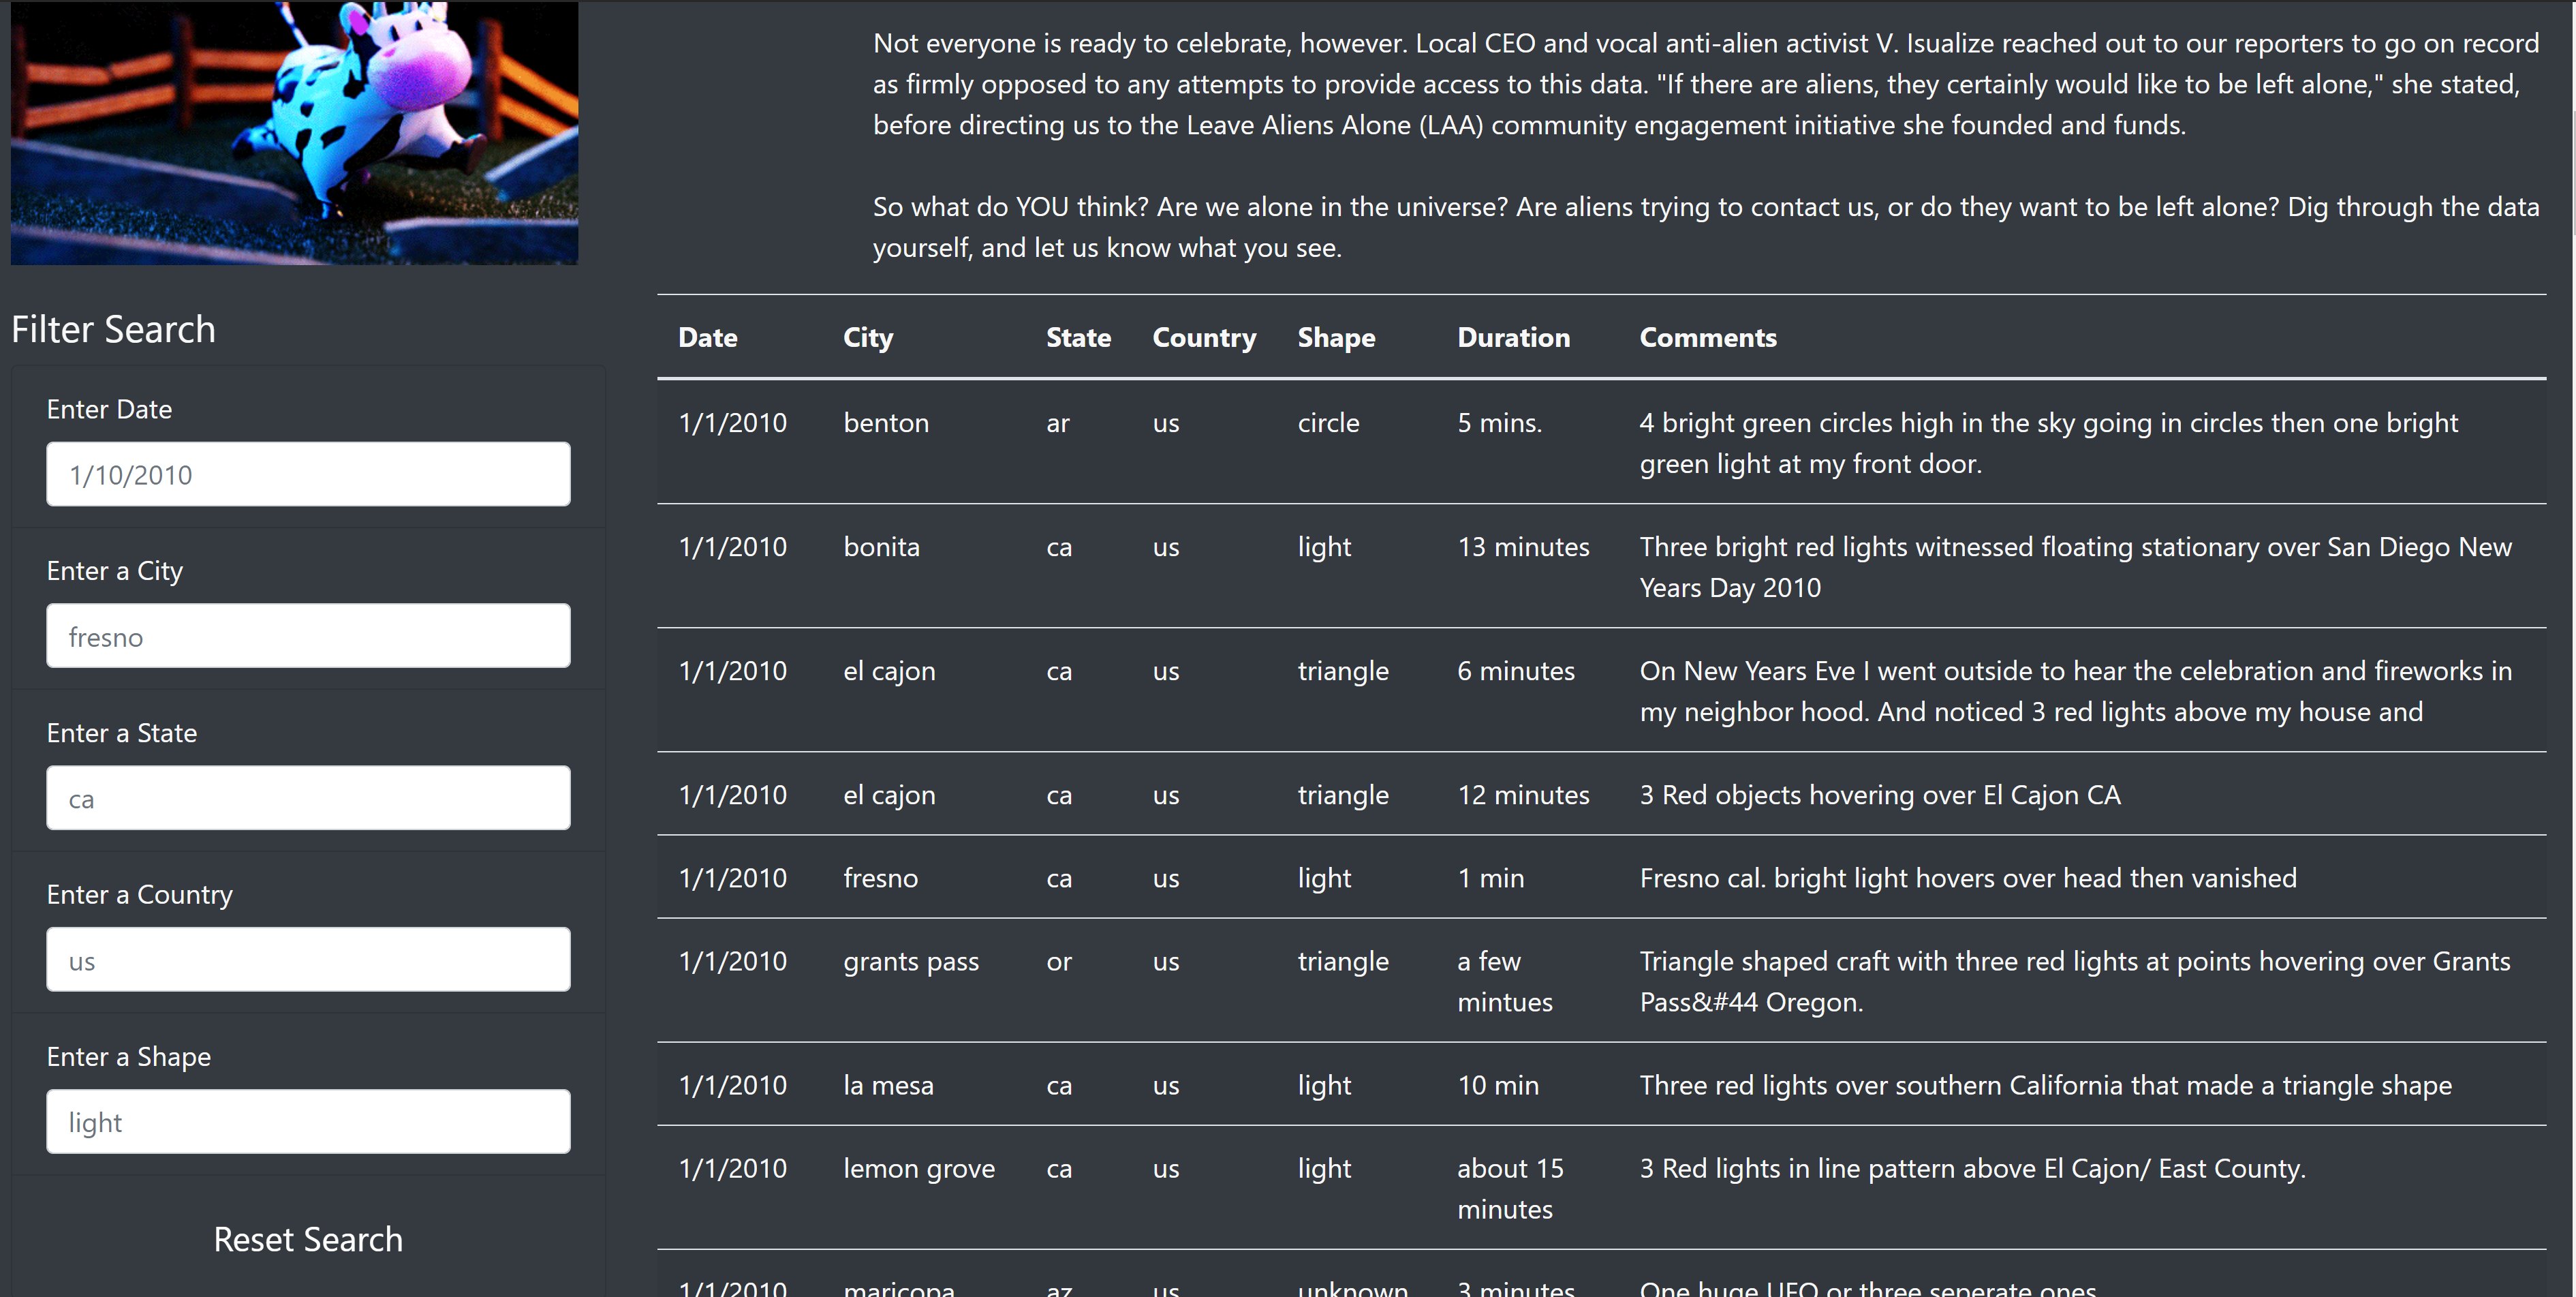 Not everyone is ready to celebrate, however. Local CEO and vocal anti-alien activist V. Isualize reached out to our reporters to go on record
as firmly opposed to any attempts to provide access to this data. "If there are aliens, they certainly would like to be left alone," she stated,
before directing us to the Leave Aliens Alone (LAA) community engagement initiative she founded and funds.
So what do YOU think? Are we alone in the universe? Are aliens trying to contact us, or do they want to be left alone? Dig through the data
yourself, and let us know what you see.
Filter Search
Enter Date
1/10/2010
Enter a City
fresno
Enter a State
ca
Enter a Country
us
Enter a Shape
light
Reset Search
Date City State Country Shape Duration Comments
1/1/2010 benton ar us circle 5 mins. 4 bright green circles high in the sky going in circles then one bright
green light at my front door.
1/1/2010 bonita ca us light 13 minutes Three bright red lights witnessed floating stationary over San Diego New
Years Day 2010
1/1/2010 el cajon ca us triangle 6 minutes On New Years Eve I went outside to hear the celebration and fireworks in
my neighbor hood. And noticed 3 red lights above my house and
1/1/2010 el cajon ca us triangle 12 minutes 3 Red objects hovering over El Cajon CA
1/1/2010 fresno ca us light 1 min Fresno cal. bright light hovers over head then vanished
1/1/2010 grants pass or us triangle a few Triangle shaped craft with three red lights at points hovering over Grants
mintues Pass&#44 Oregon.
1/1/2010 la mesa ca us light 10 min Three red lights over southern California that made a triangle shape
1/1/2010 lemon grove ca us light about 15 3 Red lights in line pattern above El Cajon/ East County.
minutes
1/1/2010 maricopa az us unknown 3 minutes One huge UFO or three seperate ones